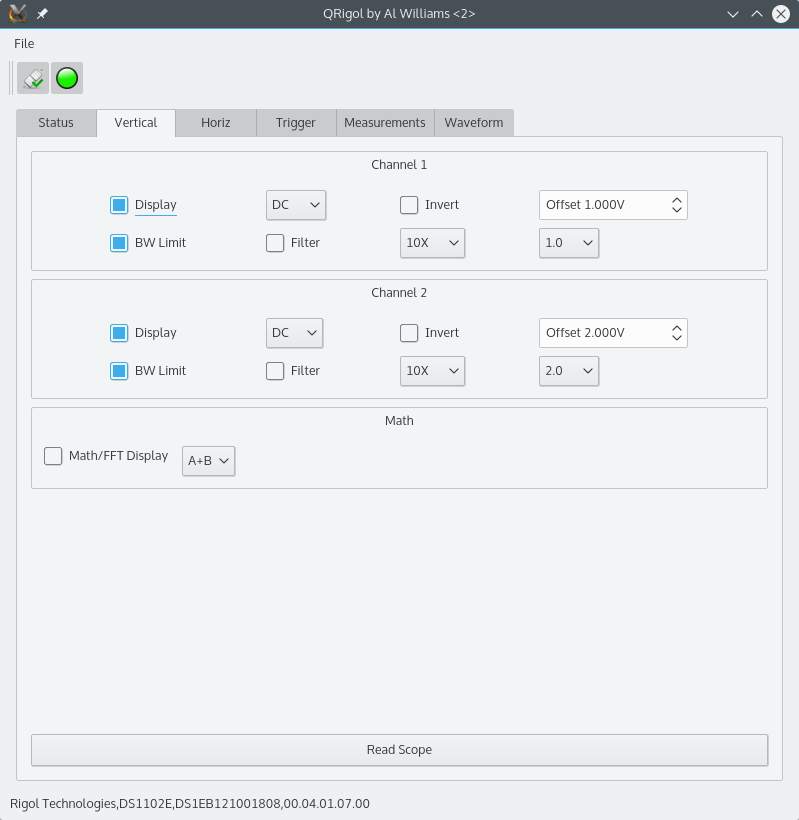 QRigol by Al Williams <2>
File
Status Vertical Horiz Trigger Measurements Waveform
Channel 1
Display DC Invert Offset 1.000V
BW Limit Filter 10X 1.0
Channel 2
Display DC Invert Offset 2.000V
BW Limit Filter 10X 2.0
Math
Math/FFT Display A+B
Read Scope
Rigol Technologies,DS1102E,DS1EB121001808,00.04.01.07.00